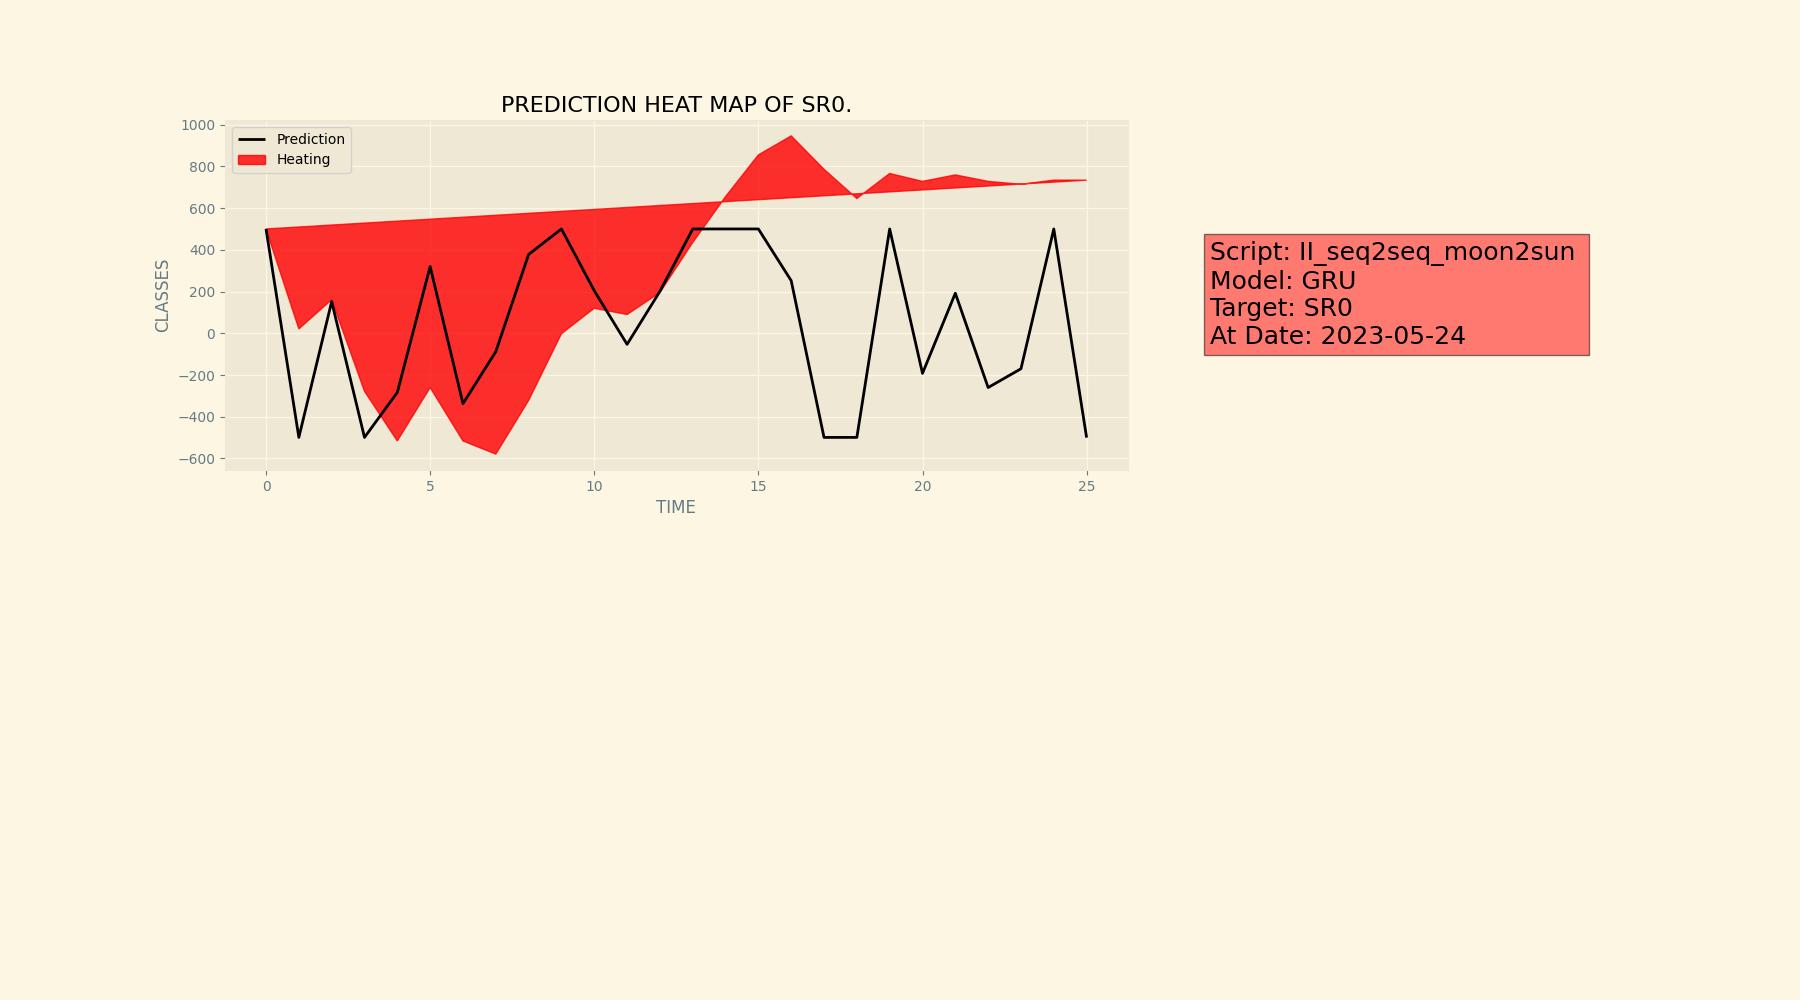 PREDICTION HEAT MAP OF SR0.
1000
800
600
400
200
0
−200
−400
−600
CLASSES
Prediction
Heating
0 5 10 15 20 25
TIME
Script: II_seq2seq_moon2sun
Model: GRU
Target: SR0
At Date: 2023-05-24